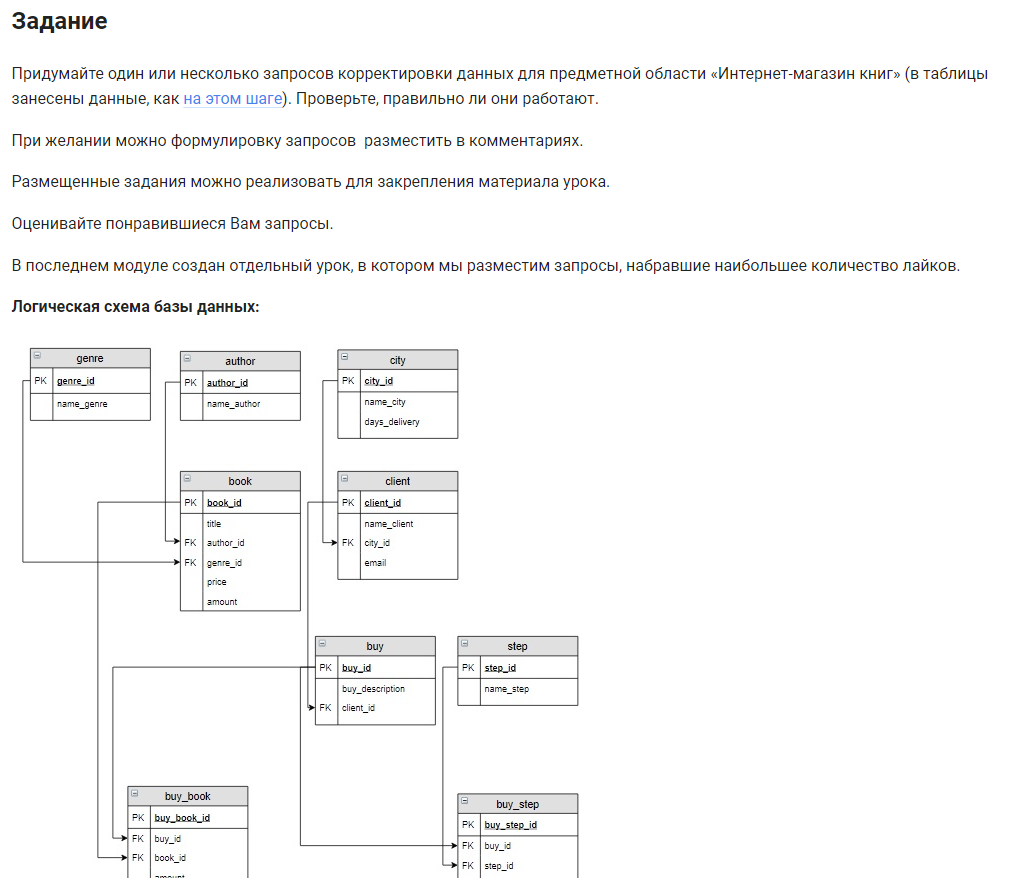 Задание
Придумайте один или несколько запросов корректировки данных для предметной области «Интернет-магазин книг» (в таблицы
занесены данные, как на этом шаге). Проверьте, правильно ли они работают.
При желании можно формулировку запросов размес­тить в комментариях.
Размещенные задания можно реализовать для закрепления материала урока.
Оценивайте понравившиеся Вам запросы.
В последнем модуле создан отдельный урок, в котором мы разместим запросы, набравшие наибольшее количество лайков.
Логическая схема базы данных:
genre
PK genre_id
name_genre
author
PK author_id
name_author
city
PK city_id
name_city
days_delivery
book
PK book_id
title
FK author_id
FK genre_id
price
amount
client
PK client_id
name_client
FK city_id
email
buy
PK buy_id
buy_description
FK client_id
step
PK step_id
name_step
buy_book
PK buy_book_id
FK buy_id
FK book_id
amount
buy_step
PK buy_step_id
FK buy_id
FK step_id